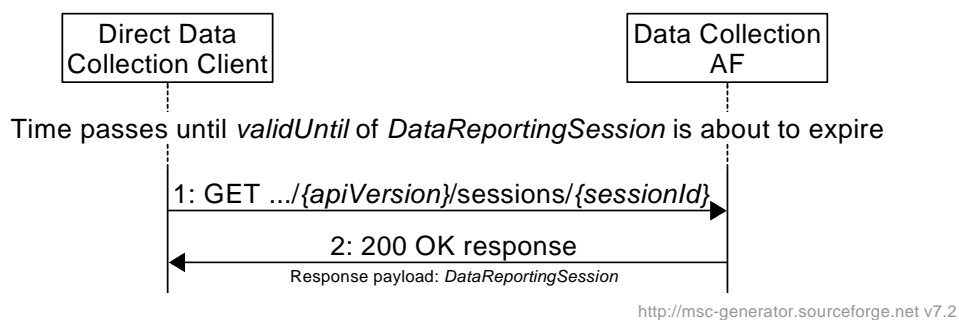 Direct Data
Collection Client
Data Collection
AF
Time passes until validUntil of DataReportingSession is about to expire
1: GET .../{apiVersion}/sessions/{sessionId}
2: 200 OK response
Response payload: DataReportingSession
http://msc-generator.sourceforge.net v7.2